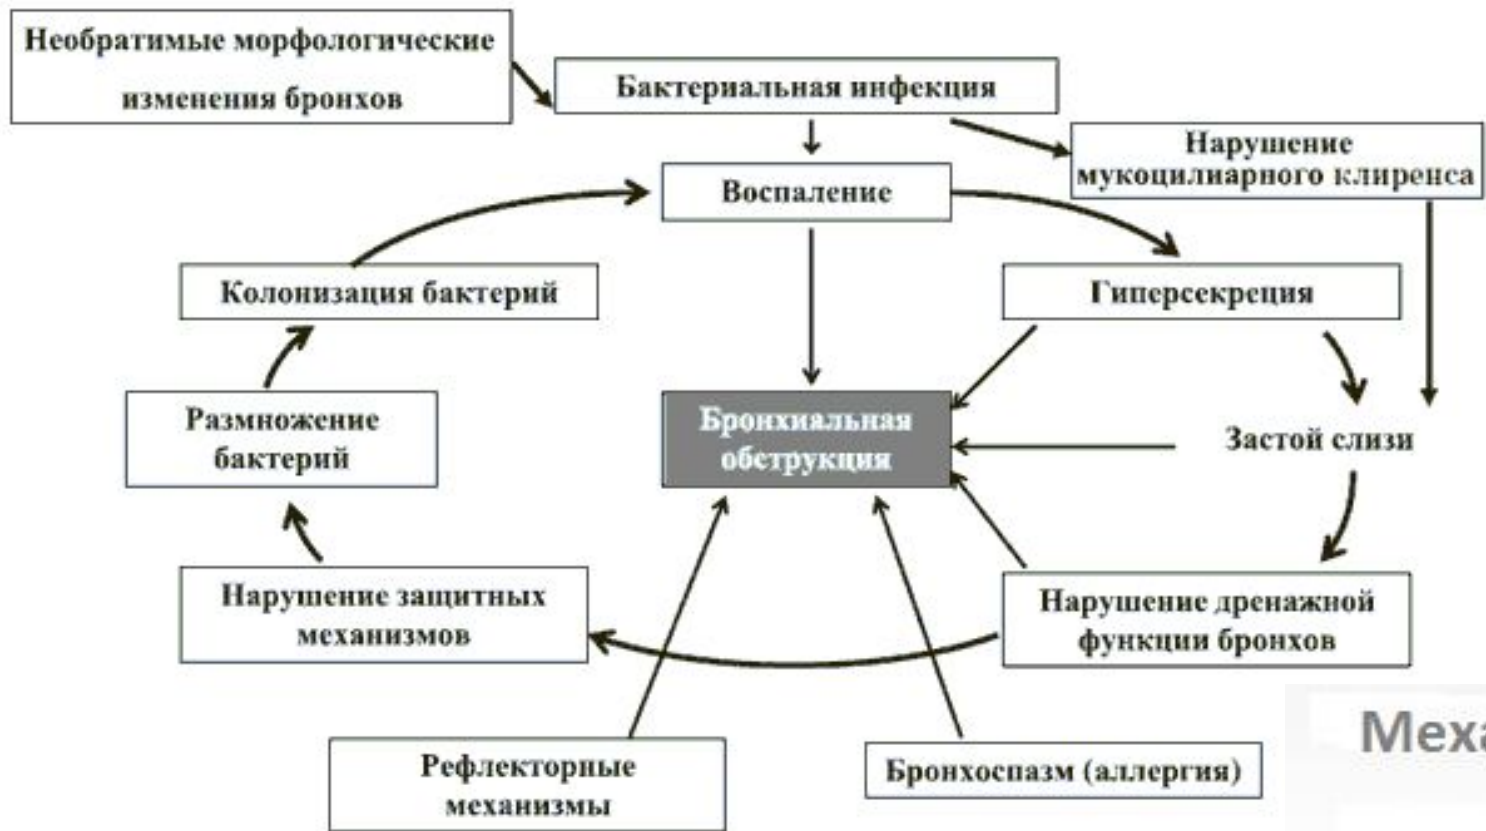 Необратимые морфологические
изменения бронхов
Бактериальная инфекция
Нарушение
мукоцилиарного клиренса
Воспаление
Колонизация бактерий
Гиперсекреция
Размножение
бактерий
Бронхиальная
обструкция
Застой слизи
Нарушение защитных
механизмов
Нарушение дренажной
функции бронхов
Рефлекторные
механизмы
Бронхоспазм (аллергия)
Меха